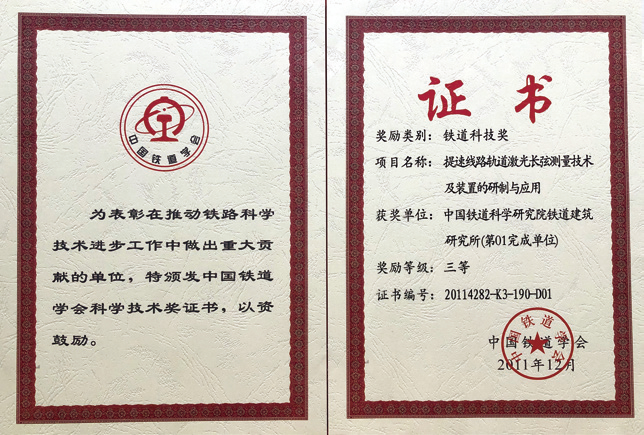 中国铁道学会
为表彰在推动铁路科学
技术进步工作中做出重大贡
献的单位，特颁发中国铁道
学会科学技术奖证书，以资
鼓励。
证书
奖励类别：铁道科技奖
项目名称：提速线路轨道激光长弦测量技术
及装置的研制与应用
获奖单位：中国铁道科学研究院铁道建筑
研究所(第01完成单位)
奖励等级：三等
证书编号：20114282-K3-190-D01
中国铁道学会
中国铁道学会
2011年12月